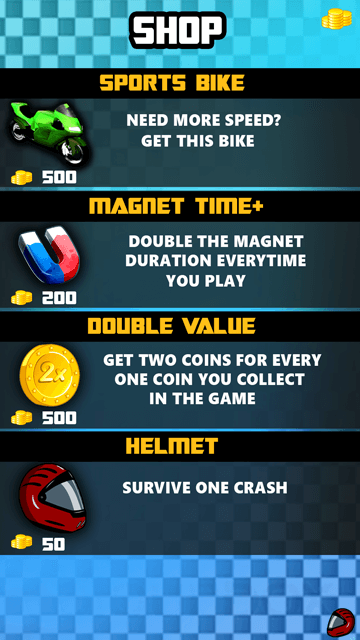 SHOP
SPORTS BIKE
NEED MORE SPEED?
GET THIS BIKE
500
MAGNET TIME+
DOUBLE THE MAGNET
DURATION EVERYTIME
YOU PLAY
200
DOUBLE VALUE
GET TWO COINS FOR EVERY
ONE COIN YOU COLLECT
IN THE GAME
2x
500
HELMET
SURVIVE ONE CRASH
50